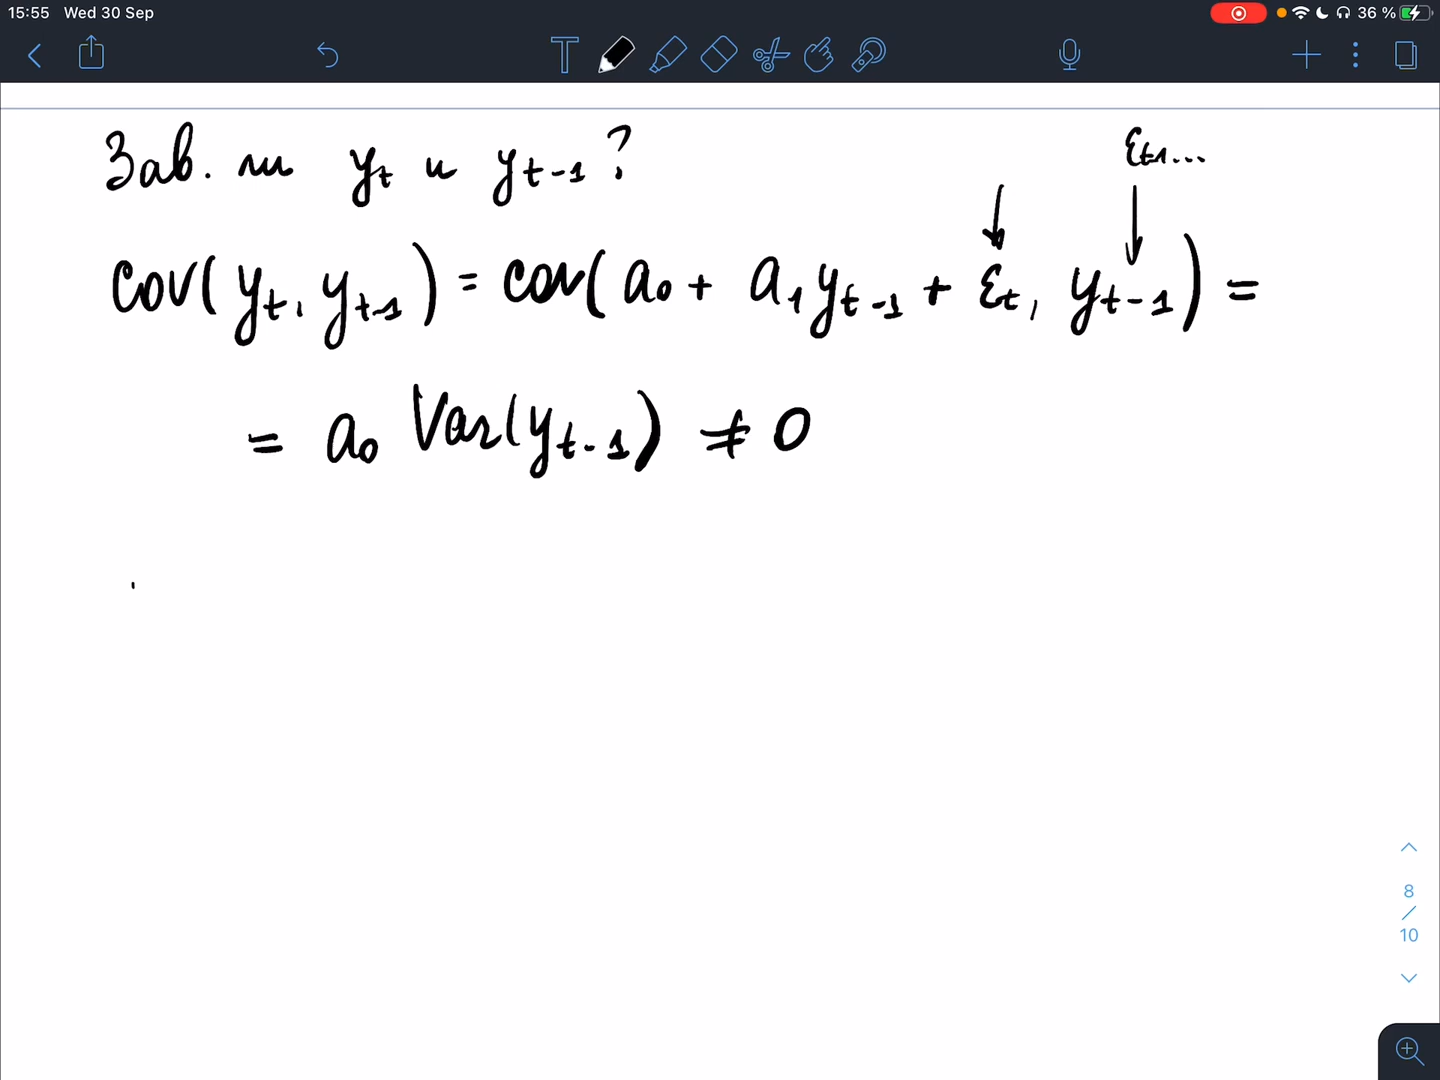 15:55 Wed 30 Sep 36 %
T
Зав. ли yₜ и yₜ₋₁?
εₜ₋₁...
cov(yₜ, yₜ₋₁) = cov(a₀ + a₁yₜ₋₁ + εₜ, yₜ₋₁) =
= a₀ Var(yₜ₋₁) ≠ 0
8
/
10